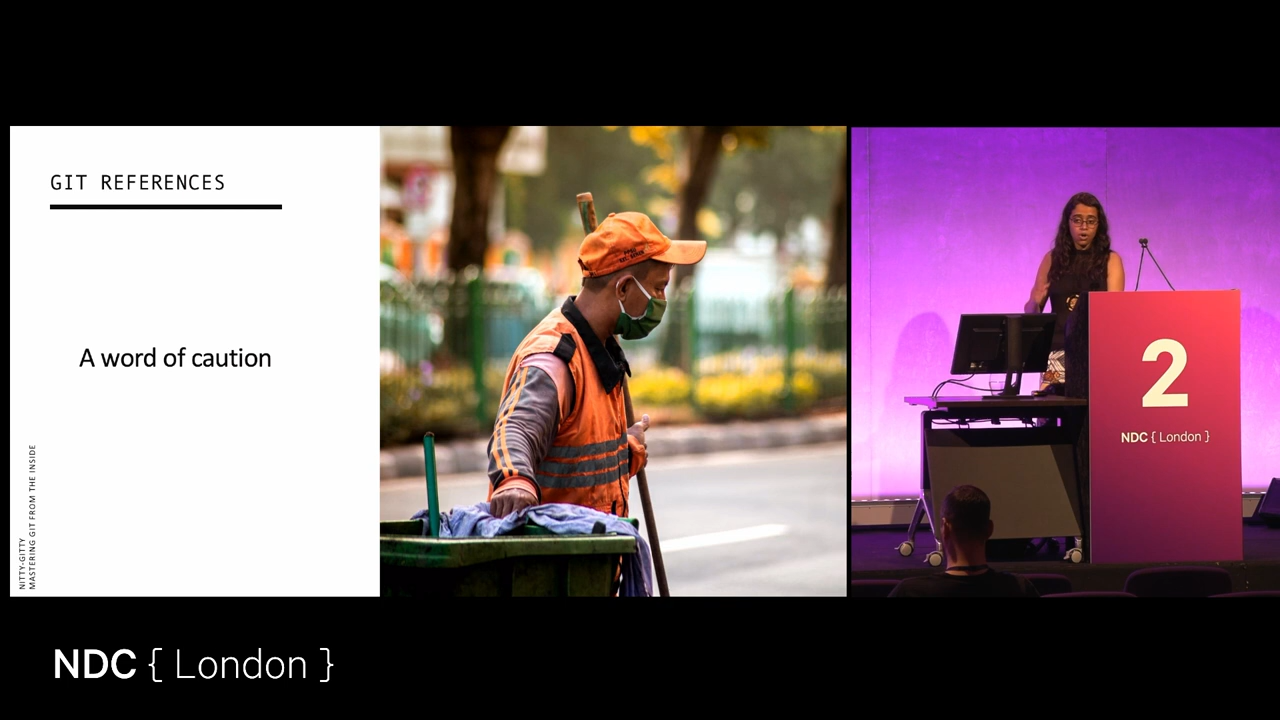 GIT REFERENCES
A word of caution
NITTY-GITTY
MASTERING GIT FROM THE INSIDE
2
NDC { London }
NDC { London }